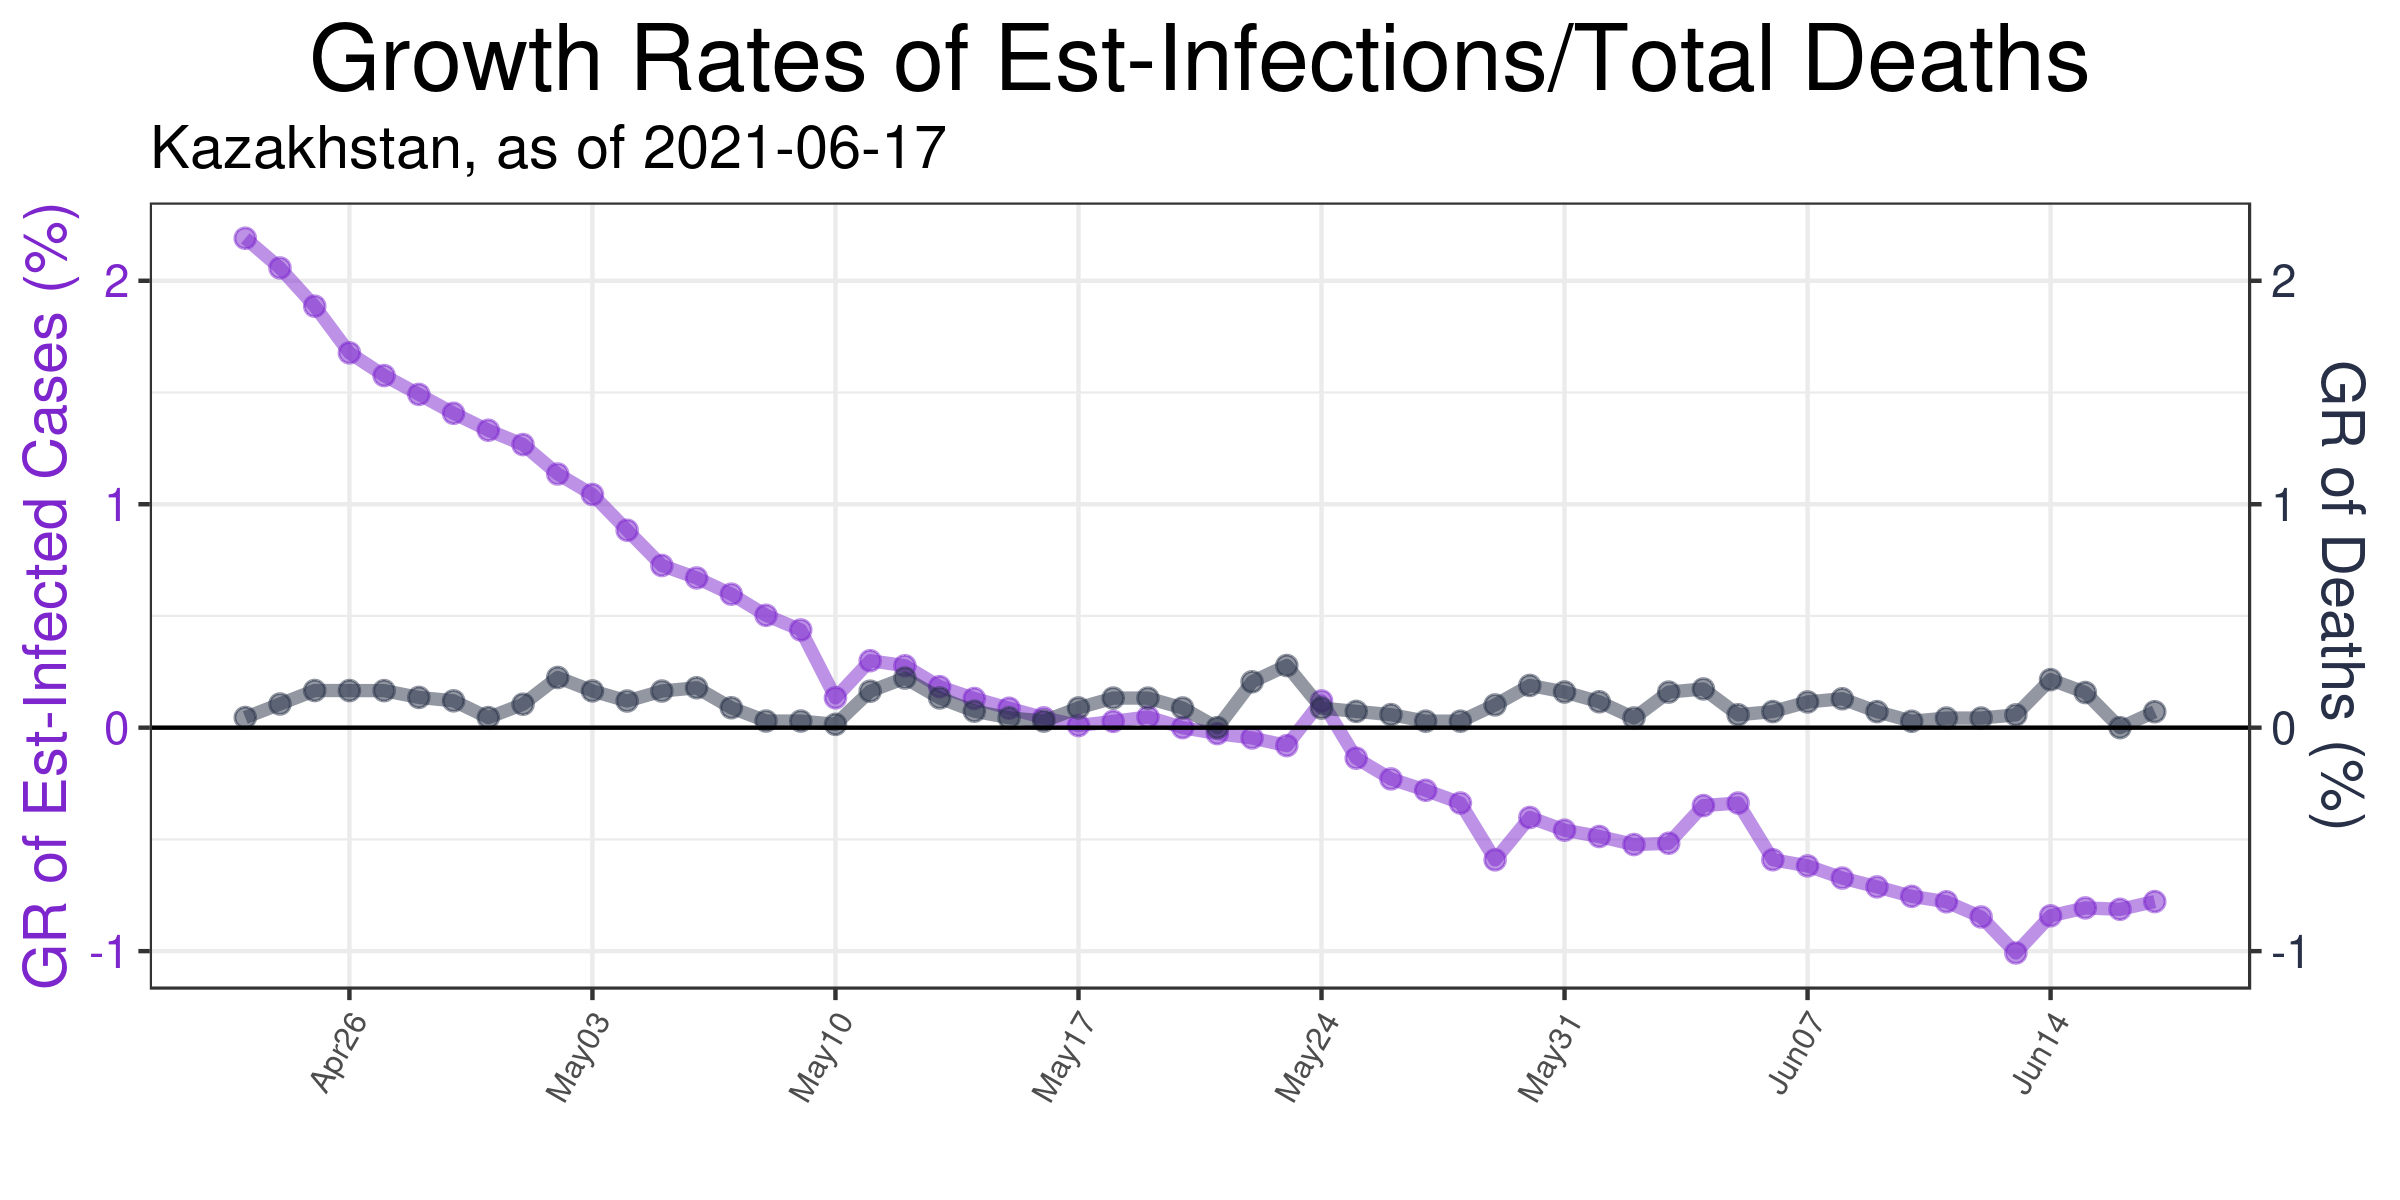 Growth Rates of Est-Infections/Total Deaths
Kazakhstan, as of 2021-06-17
GR of Est-Infected Cases (%)
2
1
0
-1
2
1
0
-1
GR of Deaths (%)
Apr26
May03
May10
May17
May24
May31
Jun07
Jun14